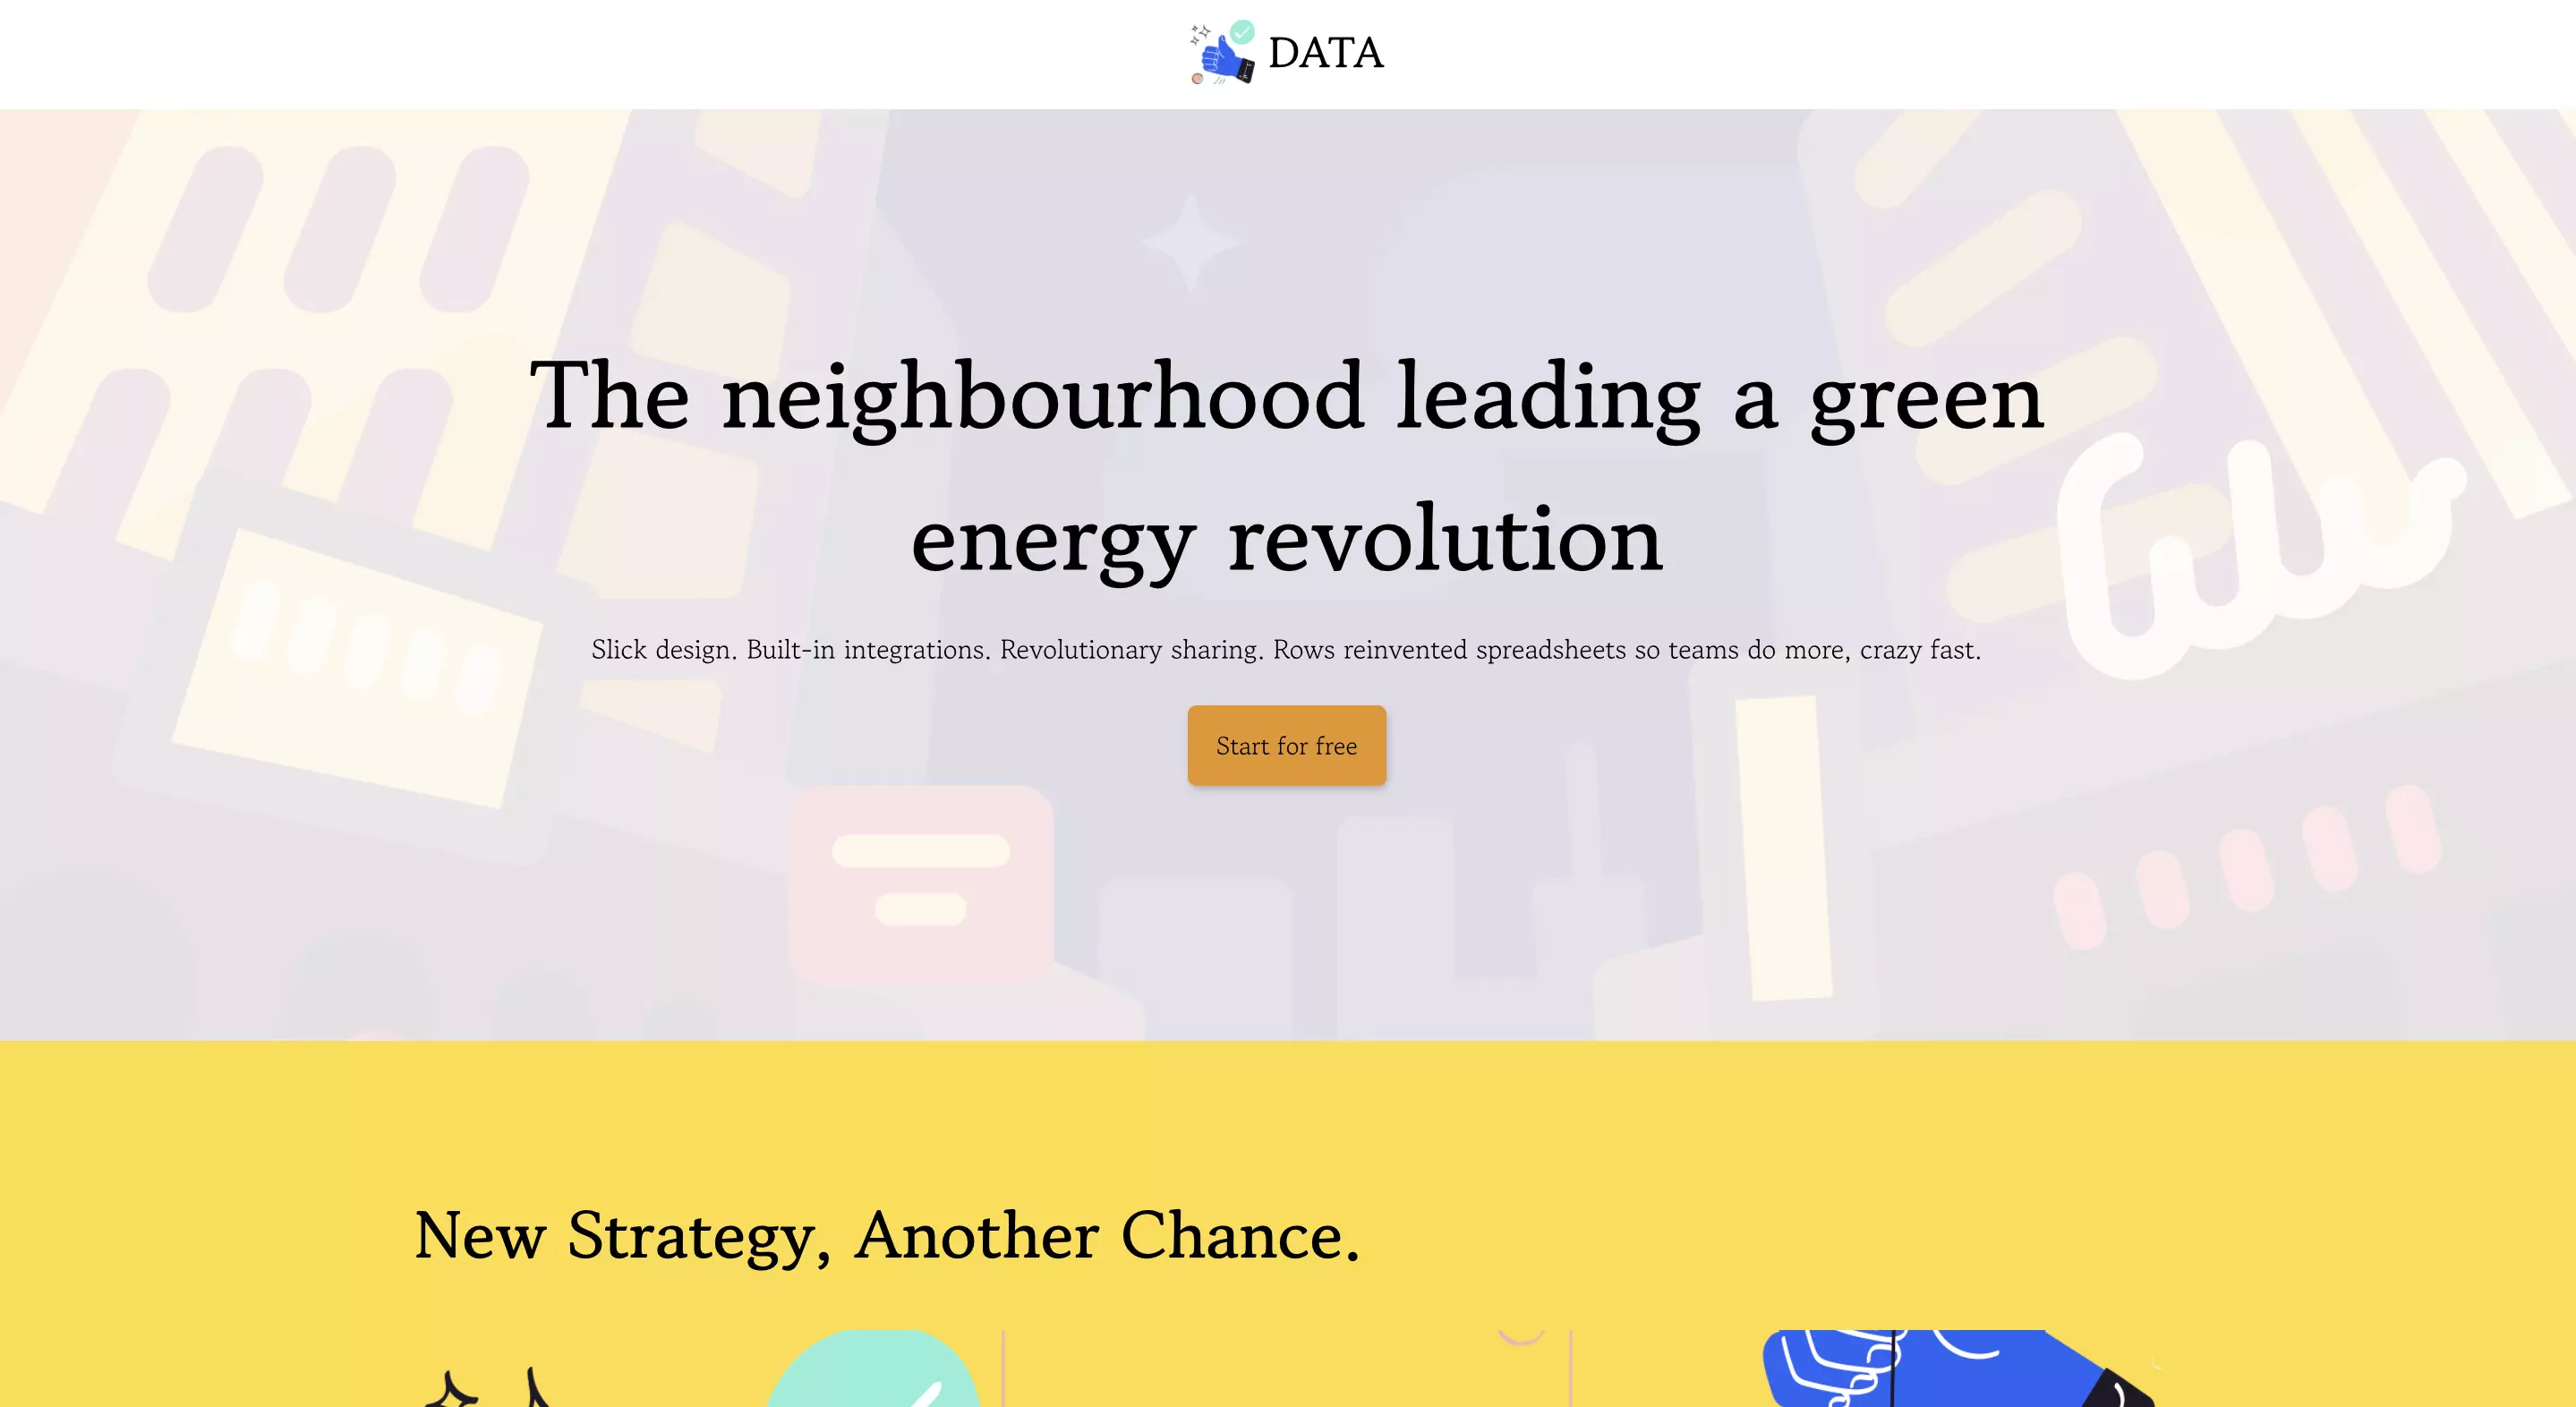 DATA
The neighbourhood leading a green
energy revolution
Slick design. Built-in integrations. Revolutionary sharing. Rows reinvented spreadsheets so teams do more, crazy fast.
Start for free
New Strategy, Another Chance.